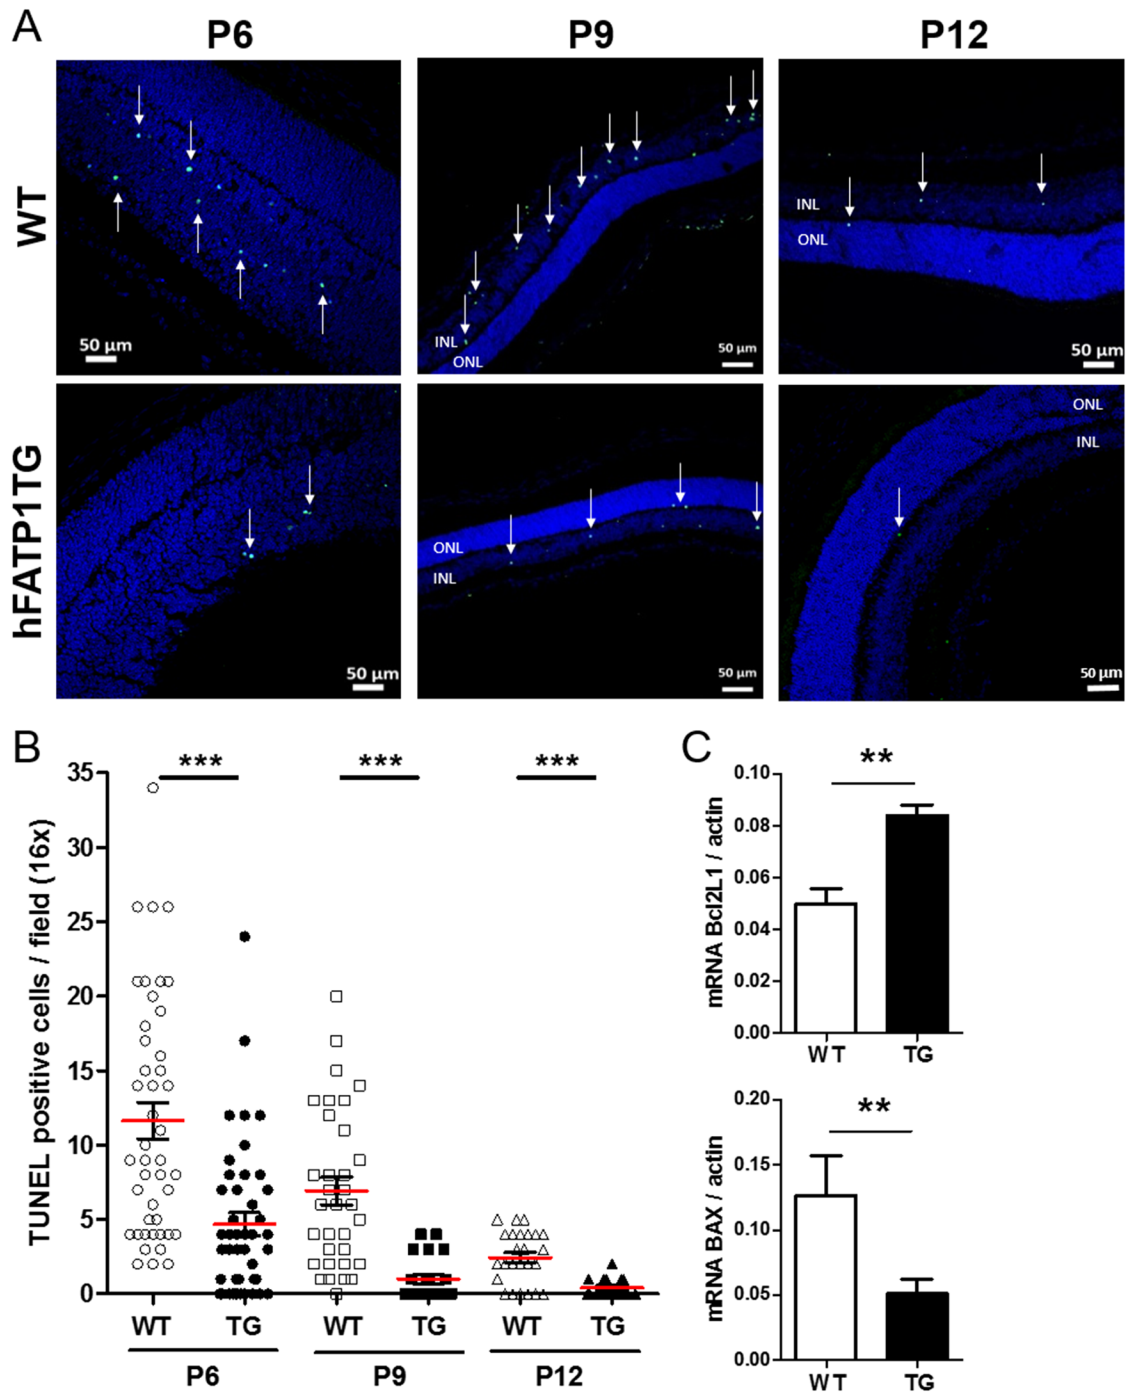 A
P6
P9
P12
WT
50 µm
INL
ONL
50 µm
INL
ONL
50 µm
hFATP1TG
50 µm
ONL
INL
50 µm
ONL
INL
50 µm
B
***
***
***
TUNEL positive cells / field (16x)
35
30
25
20
15
10
5
0
WT
TG
WT
TG
WT
TG
P6
P9
P12
C
**
mRNA Bcl2L1 / actin
0.10
0.08
0.06
0.04
0.02
0.00
WT
TG
**
mRNA BAX / actin
0.20
0.15
0.10
0.05
0.00
WT
TG